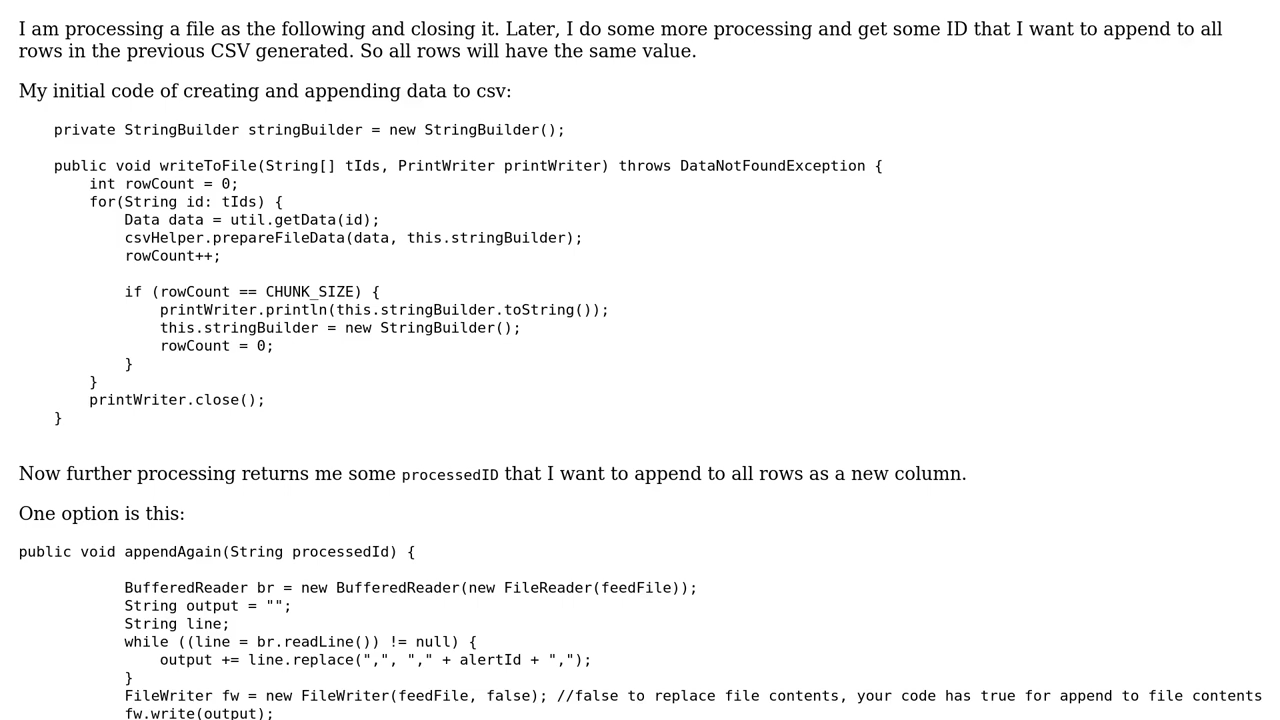 I am processing a file as the following and closing it. Later, I do some more processing and get some ID that I want to append to all
rows in the previous CSV generated. So all rows will have the same value.
My initial code of creating and appending data to csv:
private StringBuilder stringBuilder = new StringBuilder();
public void writeToFile(String[] tIds, PrintWriter printWriter) throws DataNotFoundException {
int rowCount = 0;
for(String id: tIds) {
Data data = util.getData(id);
csvHelper.prepareFileData(data, this.stringBuilder);
rowCount++;
if (rowCount == CHUNK_SIZE) {
printWriter.println(this.stringBuilder.toString());
this.stringBuilder = new StringBuilder();
rowCount = 0;
}
}
printWriter.close();
}
Now further processing returns me some processedID that I want to append to all rows as a new column.
One option is this:
public void appendAgain(String processedId) {
BufferedReader br = new BufferedReader(new FileReader(feedFile));
String output = "";
String line;
while ((line = br.readLine()) != null) {
output += line.replace(",", "," + alertId + ",");
}
FileWriter fw = new FileWriter(feedFile, false); //false to replace file contents, your code has true for append to file contents
fw.write(output);